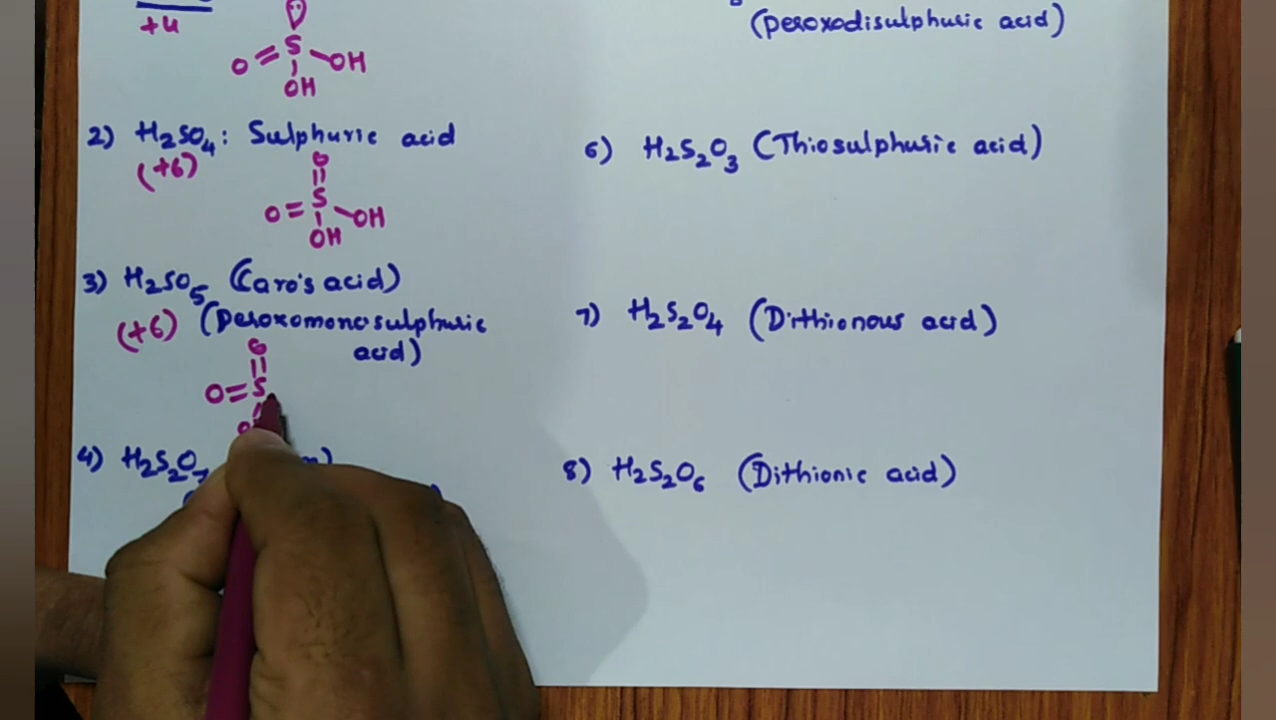 +4
S
O = S - OH
OH
2) H2SO4: Sulphuric acid
(+6)
O
O = S - OH
OH
3) H2SO5 (Caro's acid)
(+6) (Peroxomonosulphuric
acid)
O
O = S
4) H2S2O7
(peroxodisulphuric acid)
6) H2S2O3 (Thiosulphuric acid)
7) H2S2O4 (Dithionous acid)
8) H2S2O6 (Dithionic acid)